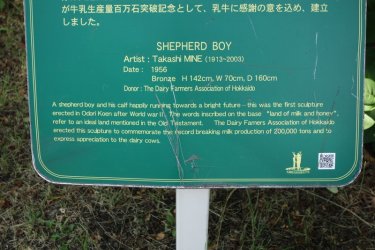 が牛乳生産量百万石突破記念として、乳牛に感謝の意を込め、建立
しました。
SHEPHERD BOY
Artist : Takashi MINE (1913~2003)
Date : 1956
Bronze H 142cm, W 70cm, D 160cm
Donor : The Dairy Farmers Association of Hokkaido
A shepherd boy and his calf happily running towards a bright future – this was the first sculpture
erected in Odori Koen after World war II. The words inscribed on the base "land of milk and honey",
refer to an ideal land mentioned in the Old Testament. The Dairy Famers Association of Hokkaido
erected this sculpture to commemorate the record breaking milk production of 200,000 tons and to
express appreciation to the dairy cows.